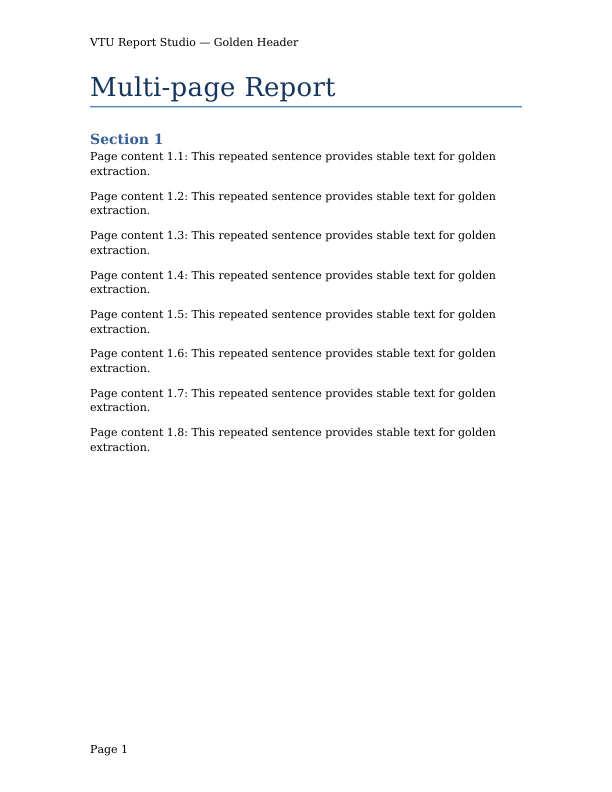 VTU Report Studio — Golden Header
Multi-page Report
Section 1
Page content 1.1: This repeated sentence provides stable text for golden
extraction.
Page content 1.2: This repeated sentence provides stable text for golden
extraction.
Page content 1.3: This repeated sentence provides stable text for golden
extraction.
Page content 1.4: This repeated sentence provides stable text for golden
extraction.
Page content 1.5: This repeated sentence provides stable text for golden
extraction.
Page content 1.6: This repeated sentence provides stable text for golden
extraction.
Page content 1.7: This repeated sentence provides stable text for golden
extraction.
Page content 1.8: This repeated sentence provides stable text for golden
extraction.
Page 1